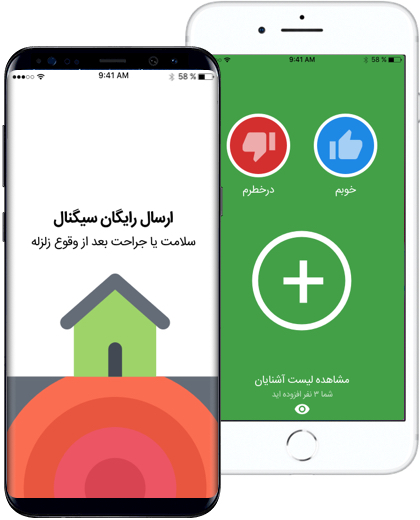 9:41 AM
58 %
ارسال رایگان سیگنال
سلامت یا جراحت بعد از وقوع زلزله
9:41 AM
58 %
درخطرم
خوبم
مشاهده لیست آشنایان
شما ۳ نفر افزوده اید